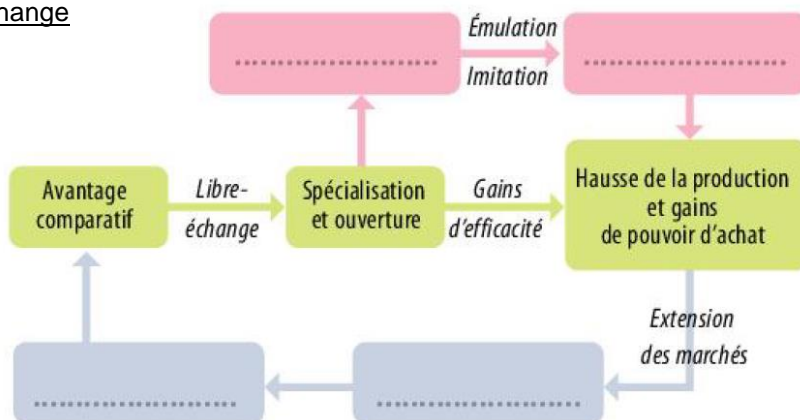 hange
Émulation
Imitation
........................
........................
Avantage
comparatif
Libre-
échange
Spécialisation
et ouverture
Gains
d'efficacité
Hausse de la production
et gains
de pouvoir d'achat
Extension
des marchés
........................
........................